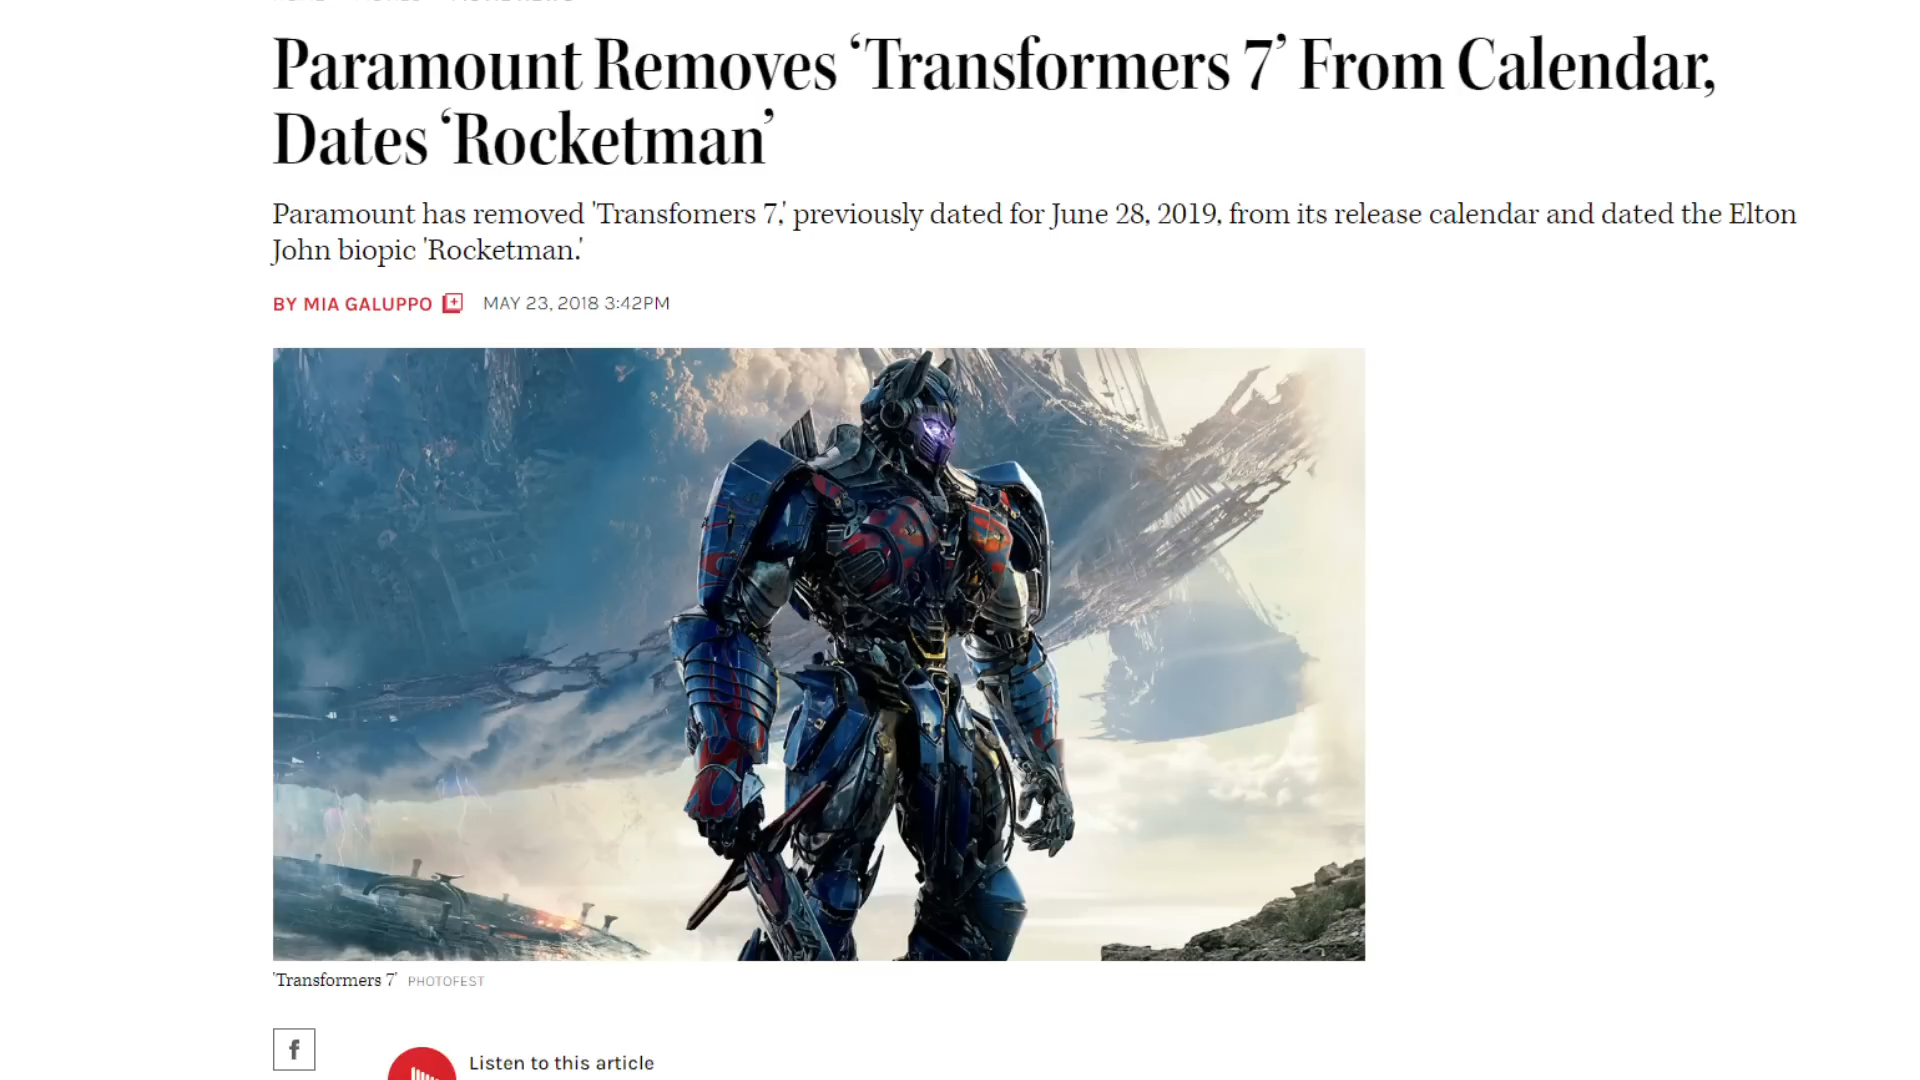 Paramount Removes ‘Transformers 7’ From Calendar,
Dates ‘Rocketman’
Paramount has removed 'Transfomers 7,' previously dated for June 28, 2019, from its release calendar and dated the Elton
John biopic 'Rocketman.'
BY MIA GALUPPO MAY 23, 2018 3:42PM
'Transformers 7' PHOTOFEST
f
Listen to this article